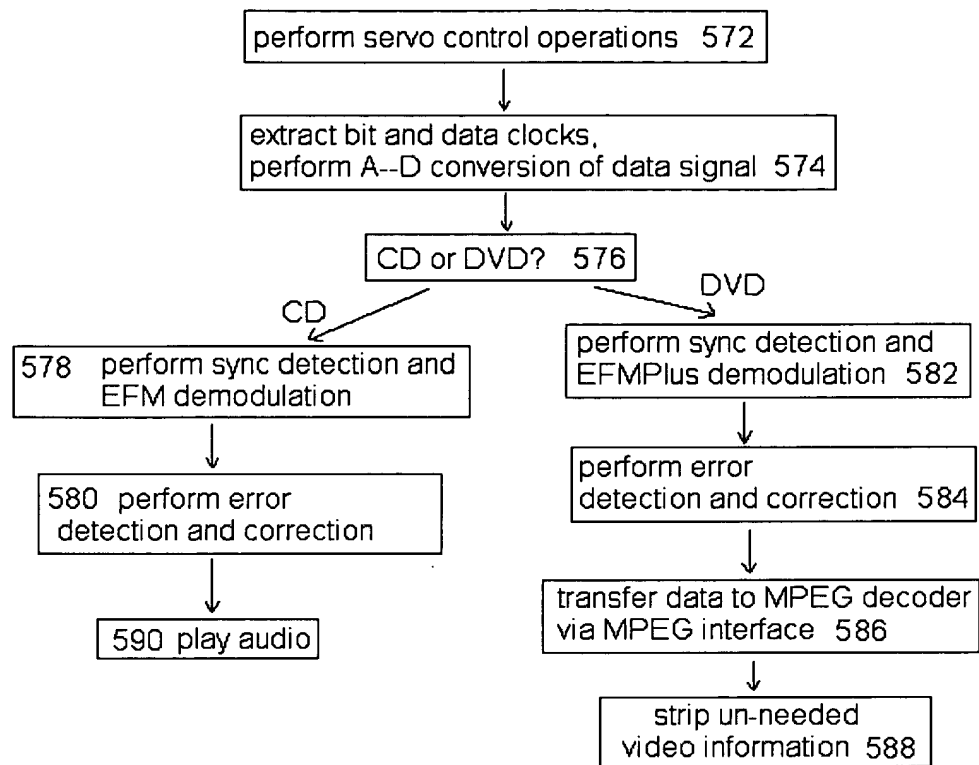 perform servo control operations 572
extract bit and data clocks,
perform A--D conversion of data signal 574
CD or DVD? 576
CD
DVD
578 perform sync detection and
EFM demodulation
perform sync detection and
EFMPlus demodulation 582
580 perform error
detection and correction
perform error
detection and correction 584
590 play audio
transfer data to MPEG decoder
via MPEG interface 586
strip un-needed
video information 588